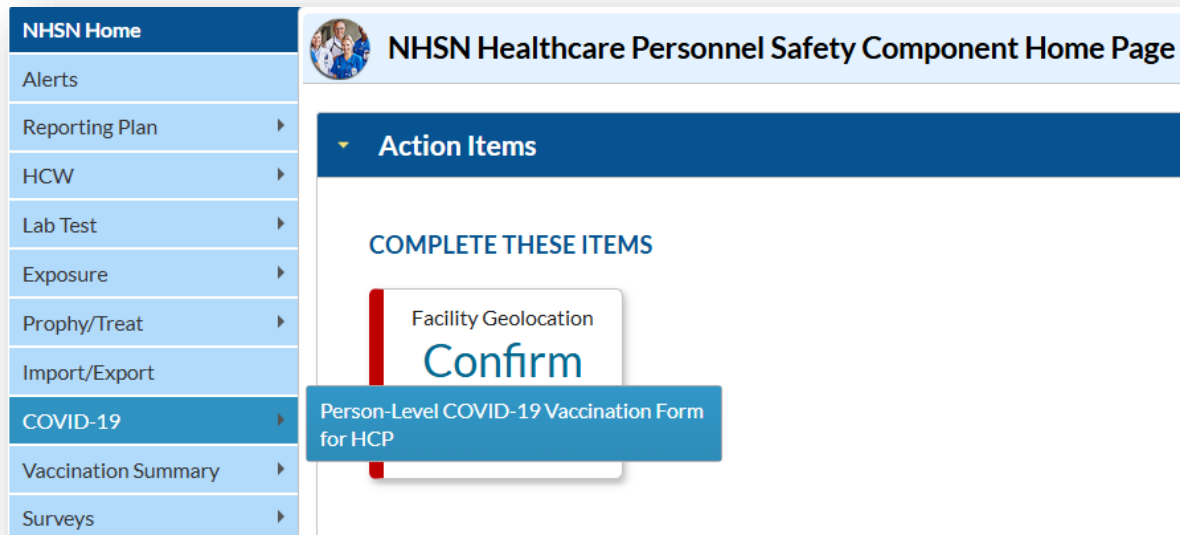 NHSN Home
Alerts
Reporting Plan
HCW
Lab Test
Exposure
Prophy/Treat
Import/Export
COVID-19
Vaccination Summary
Surveys
NHSN Healthcare Personnel Safety Component Home Page
Action Items
COMPLETE THESE ITEMS
Facility Geolocation
Confirm
Person-Level COVID-19 Vaccination Form
for HCP